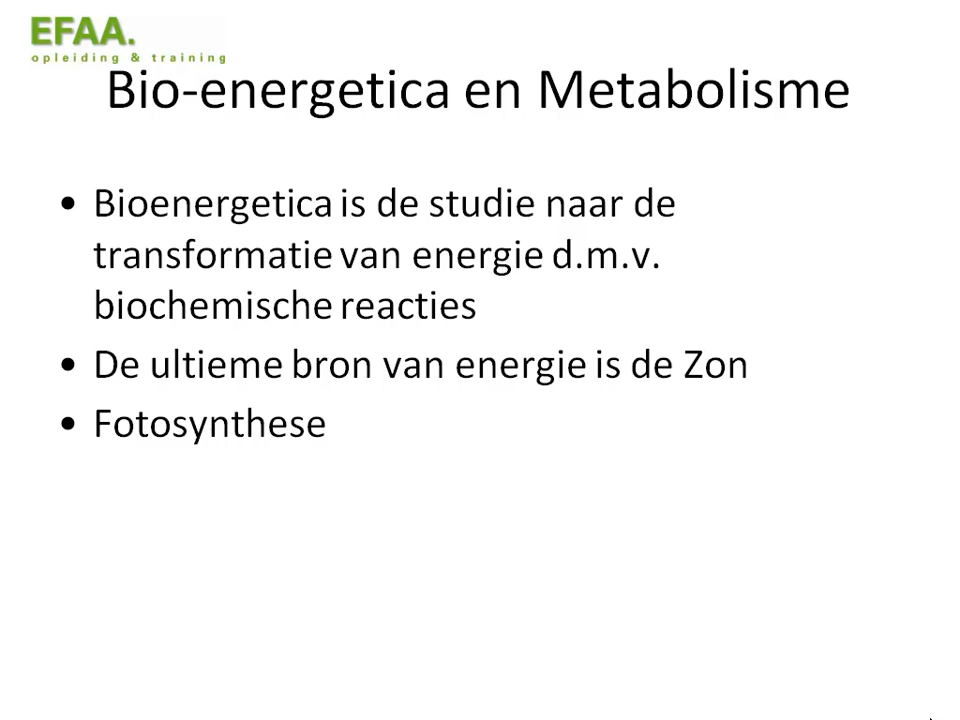 EFAA.
opleiding & training
Bio-energetica en Metabolisme
• Bioenergetica is de studie naar de
transformatie van energie d.m.v.
biochemische reacties
• De ultieme bron van energie is de Zon
• Fotosynthese